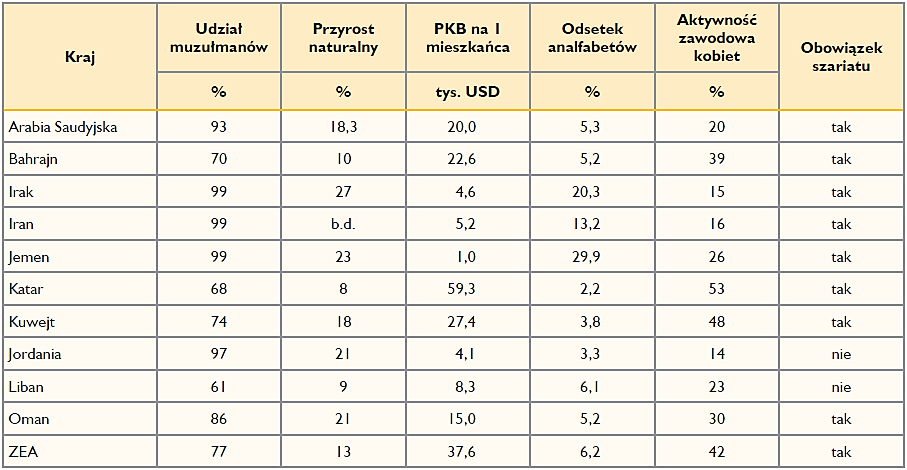 Kraj | Udział muzułmanów | Przyrost naturalny | PKB na 1 mieszkańca | Odsetek analfabetów | Aktywność zawodowa kobiet | Obowiązek szariatu
% | % | tys. USD | % | %
Arabia Saudyjska | 93 | 18,3 | 20,0 | 5,3 | 20 | tak
Bahrajn | 70 | 10 | 22,6 | 5,2 | 39 | tak
Irak | 99 | 27 | 4,6 | 20,3 | 15 | tak
Iran | 99 | b.d. | 5,2 | 13,2 | 16 | tak
Jemen | 99 | 23 | 1,0 | 29,9 | 26 | tak
Katar | 68 | 8 | 59,3 | 2,2 | 53 | tak
Kuwejt | 74 | 18 | 27,4 | 3,8 | 48 | tak
Jordania | 97 | 21 | 4,1 | 3,3 | 14 | nie
Liban | 61 | 9 | 8,3 | 6,1 | 23 | nie
Oman | 86 | 21 | 15,0 | 5,2 | 30 | tak
ZEA | 77 | 13 | 37,6 | 6,2 | 42 | tak